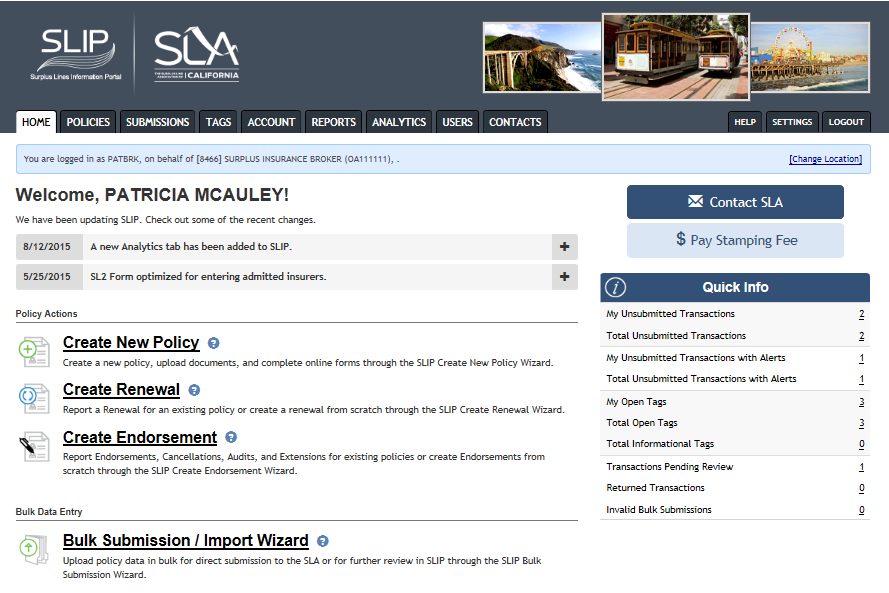 SLIP
Surplus Lines Information Portal
SLA
THE SURPLUS LINE
ASSOCIATION OF | CALIFORNIA
HOME POLICIES SUBMISSIONS TAGS ACCOUNT REPORTS ANALYTICS USERS CONTACTS HELP SETTINGS LOGOUT
You are logged in as PATBRK, on behalf of [8466] SURPLUS INSURANCE BROKER (OA111111), . [Change Location]
Welcome, PATRICIA MCAULEY!
We have been updating SLIP. Check out some of the recent changes.
8/12/2015 A new Analytics tab has been added to SLIP. +
5/25/2015 SL2 Form optimized for entering admitted insurers. +
Policy Actions
Create New Policy ?
Create a new policy, upload documents, and complete online forms through the SLIP Create New Policy Wizard.
Create Renewal ?
Report a Renewal for an existing policy or create a renewal from scratch through the SLIP Create Renewal Wizard.
Create Endorsement ?
Report Endorsements, Cancellations, Audits, and Extensions for existing policies or create Endorsements from
scratch through the SLIP Create Endorsement Wizard.
Bulk Data Entry
Bulk Submission / Import Wizard ?
Upload policy data in bulk for direct submission to the SLA or for further review in SLIP through the SLIP Bulk
Submission Wizard.
Contact SLA
$ Pay Stamping Fee
i Quick Info
My Unsubmitted Transactions 2
Total Unsubmitted Transactions 2
My Unsubmitted Transactions with Alerts 1
Total Unsubmitted Transactions with Alerts 1
My Open Tags 3
Total Open Tags 3
Total Informational Tags 0
Transactions Pending Review 1
Returned Transactions 0
Invalid Bulk Submissions 0